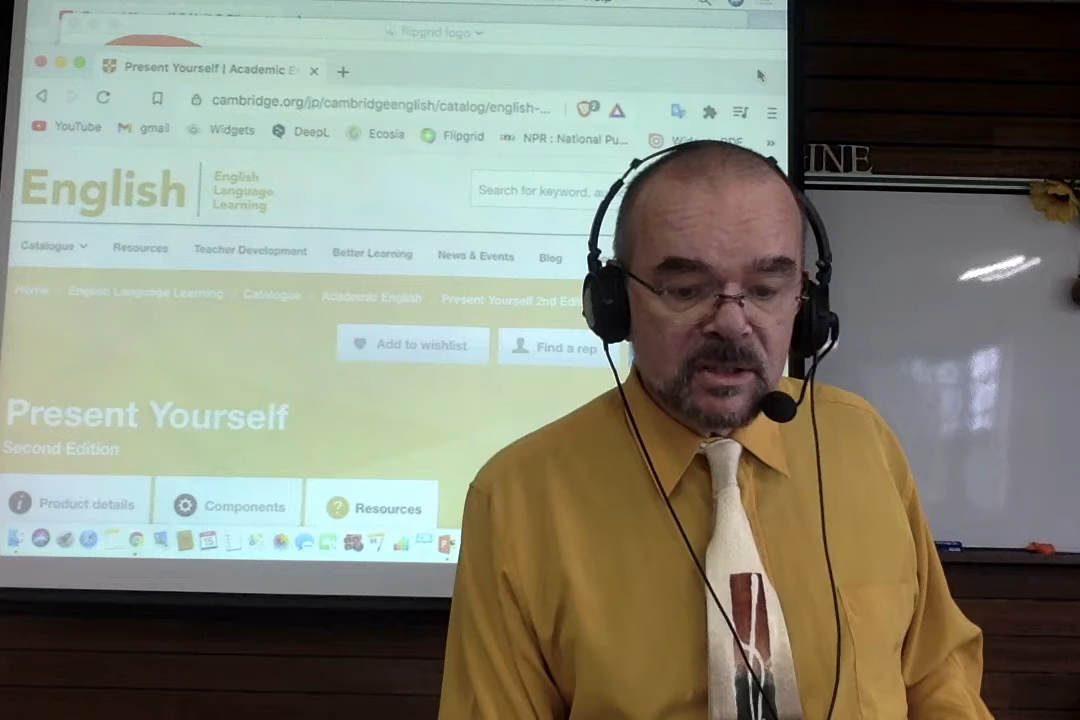 flipgrid logo
Present Yourself | Academic E
cambridge.org/jp/cambridgeenglish/catalog/english-...
2
YouTube gmail Widgets DeepL Ecosia Flipgrid NPR : National Pu... »
English
English
Language
Learning
Search for keyword,
Catalogue Resources Teacher Development Better Learning News & Events Blog
Home English Language Learning Catalogue Academic English Present Yourself 2nd Edi
Add to wishlist Find a rep
Present Yourself
Second Edition
Product details Components Resources
15
INE